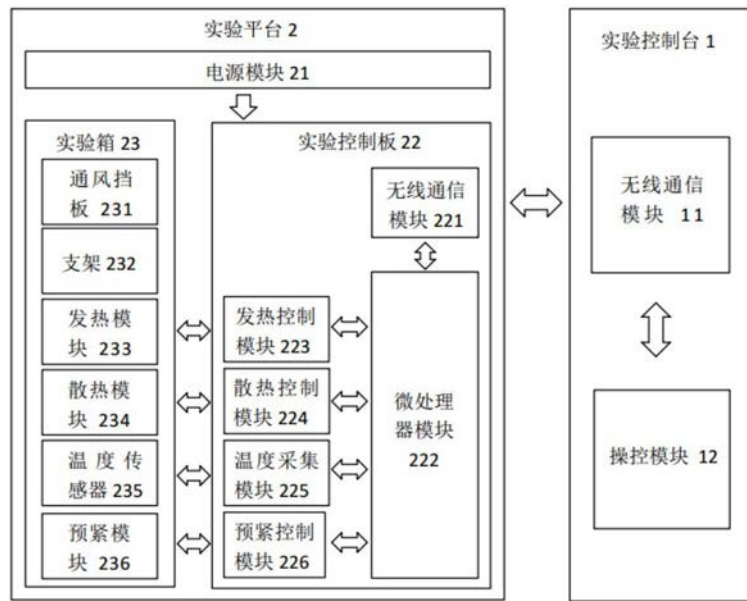 实验平台 2
电源模块 21
实验箱 23
通风挡
板 231
支架 232
发热模
块 233
散热模
块 234
温度传
感器 235
预紧模
块 236
实验控制板 22
无线通信
模块 221
发热控制
模块 223
散热控制
模块 224
温度采集
模块 225
预紧控制
模块 226
微处理
器模块
222
实验控制台 1
无线通信
模块 11
操控模块 12